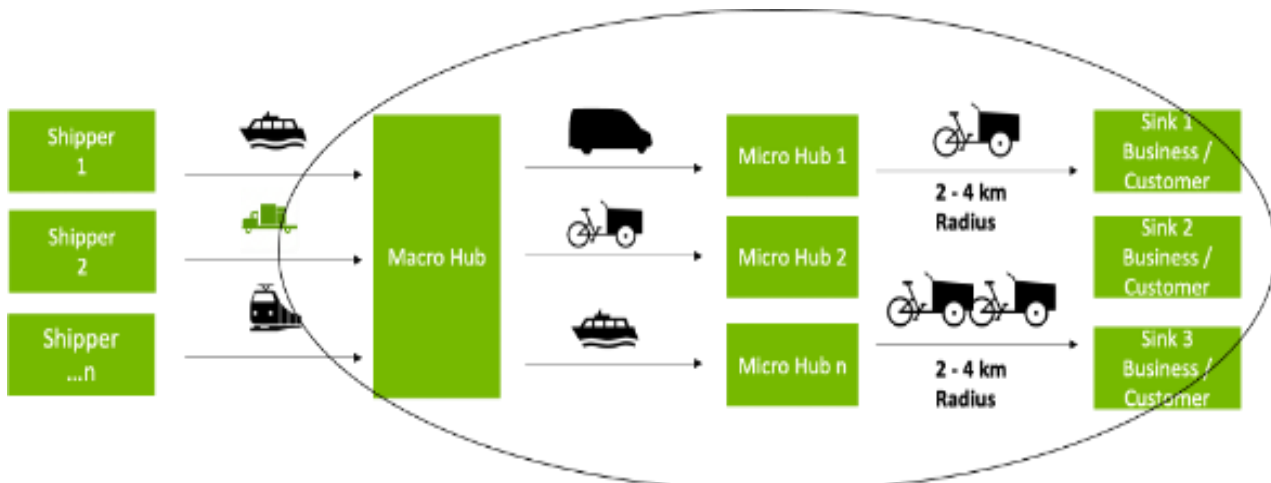 Shipper
1
Shipper
2
Shipper
...n
Macro Hub
Micro Hub 1
Micro Hub 2
Micro Hub n
2 - 4 km
Radius
2 - 4 km
Radius
Sink 1
Business /
Customer
Sink 2
Business /
Customer
Sink 3
Business /
Customer